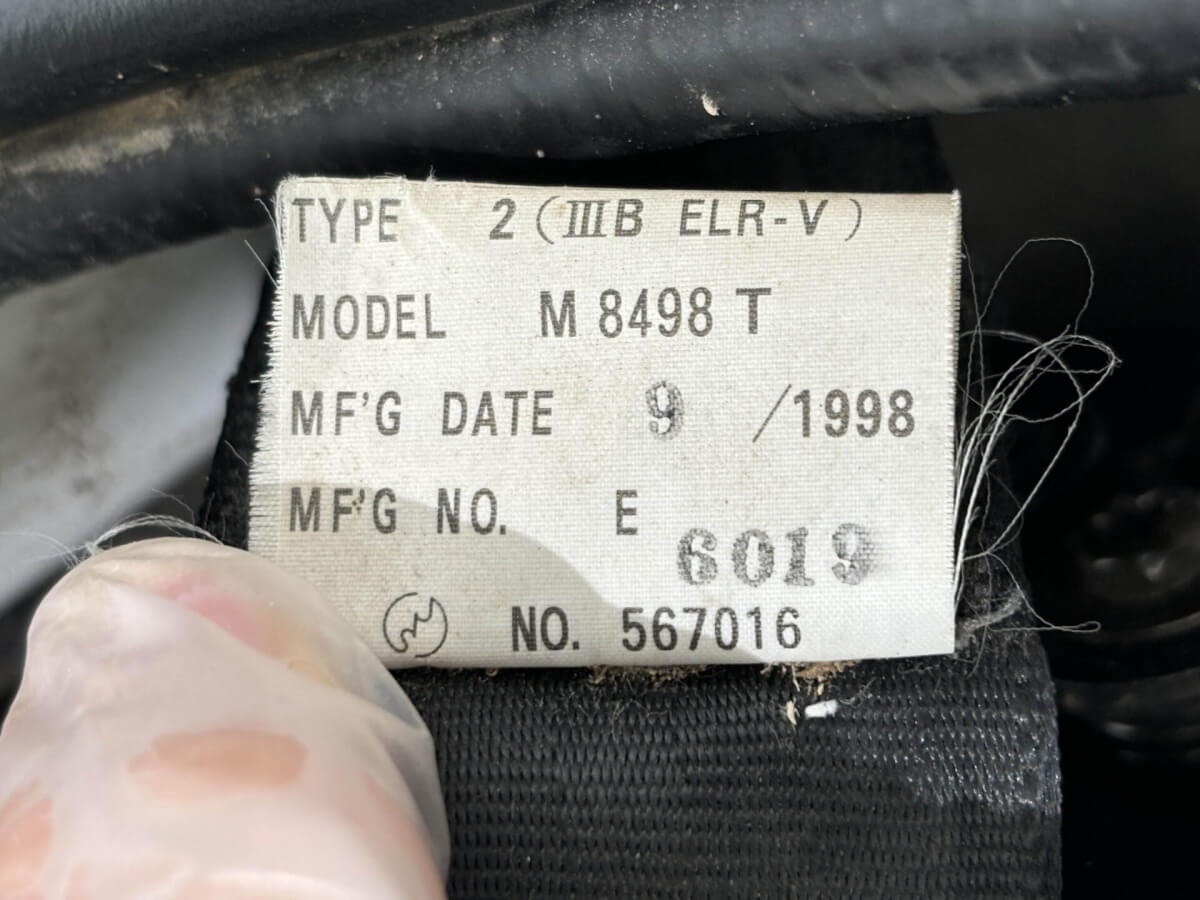 TYPE 2 (ⅢB ELR-V)
MODEL M 8498 T
MF'G DATE 9 /1998
MF'G NO. E 6019
NO. 567016